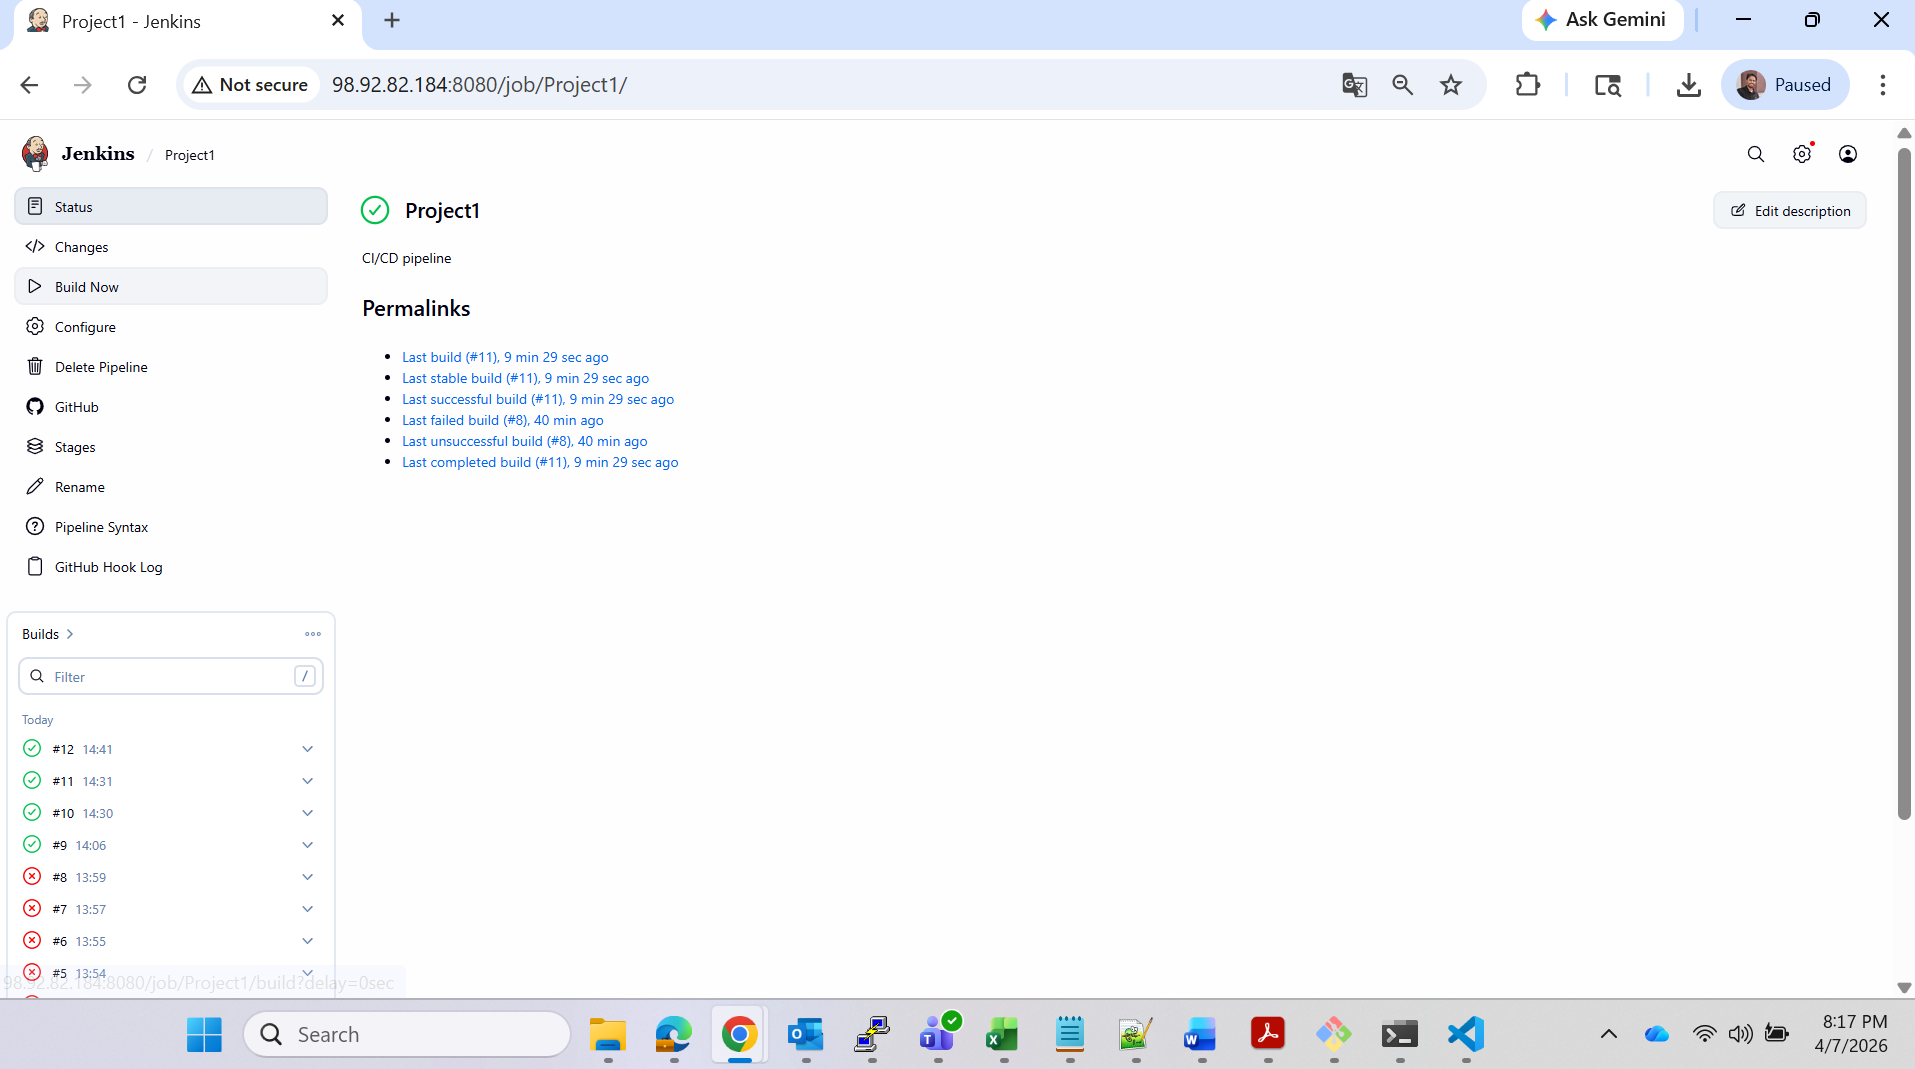 Project1 - Jenkins
Ask Gemini
Not secure
98.92.82.184:8080/job/Project1/
Paused
Jenkins / Project1
Status
Changes
Build Now
Configure
Delete Pipeline
GitHub
Stages
Rename
Pipeline Syntax
GitHub Hook Log
Project1
Edit description
CI/CD pipeline
Permalinks
Last build (#11), 9 min 29 sec ago
Last stable build (#11), 9 min 29 sec ago
Last successful build (#11), 9 min 29 sec ago
Last failed build (#8), 40 min ago
Last unsuccessful build (#8), 40 min ago
Last completed build (#11), 9 min 29 sec ago
Builds
Filter /
Today
#12 14:41
#11 14:31
#10 14:30
#9 14:06
#8 13:59
#7 13:57
#6 13:55
#5 13:54
98.92.82.184:8080/job/Project1/build?delay=0sec
Search
8:17 PM
4/7/2026